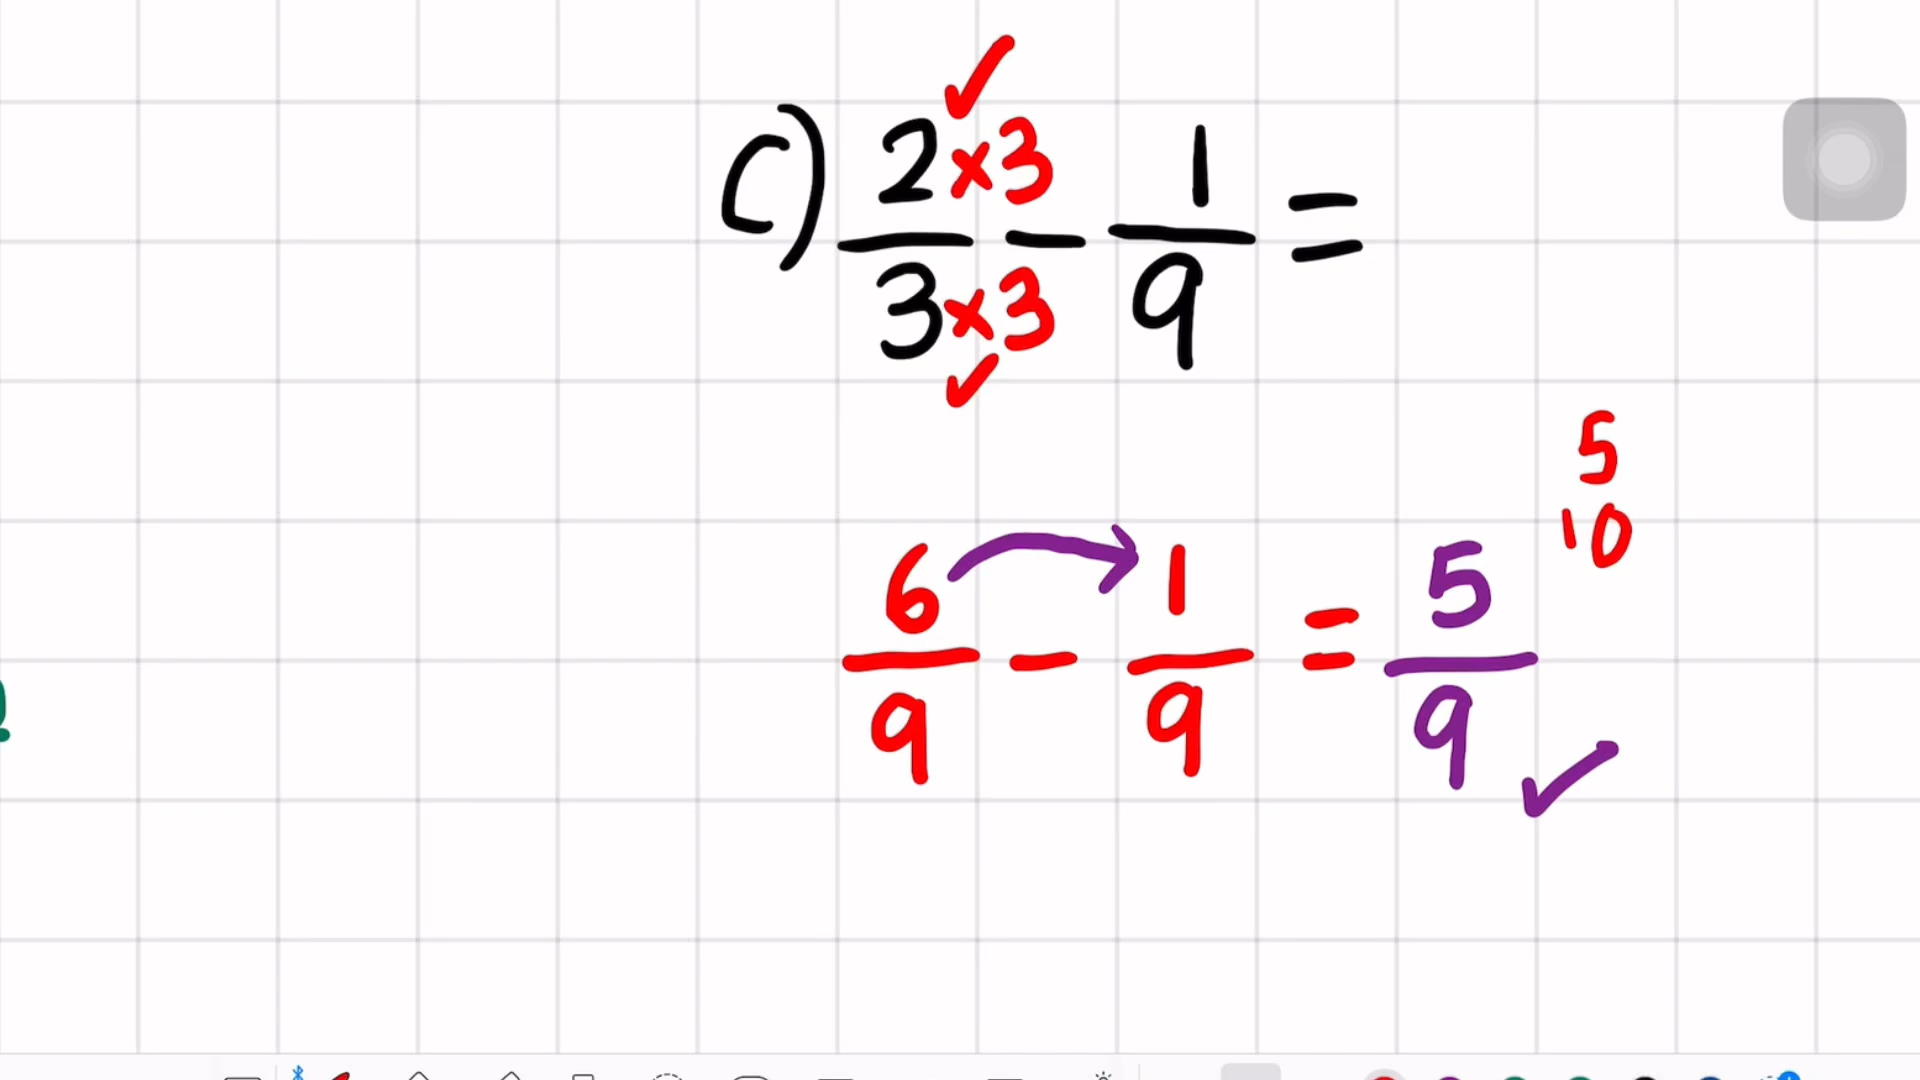 c) 2×3/3×3 - 1/9 =
5
10
6/9 - 1/9 = 5/9